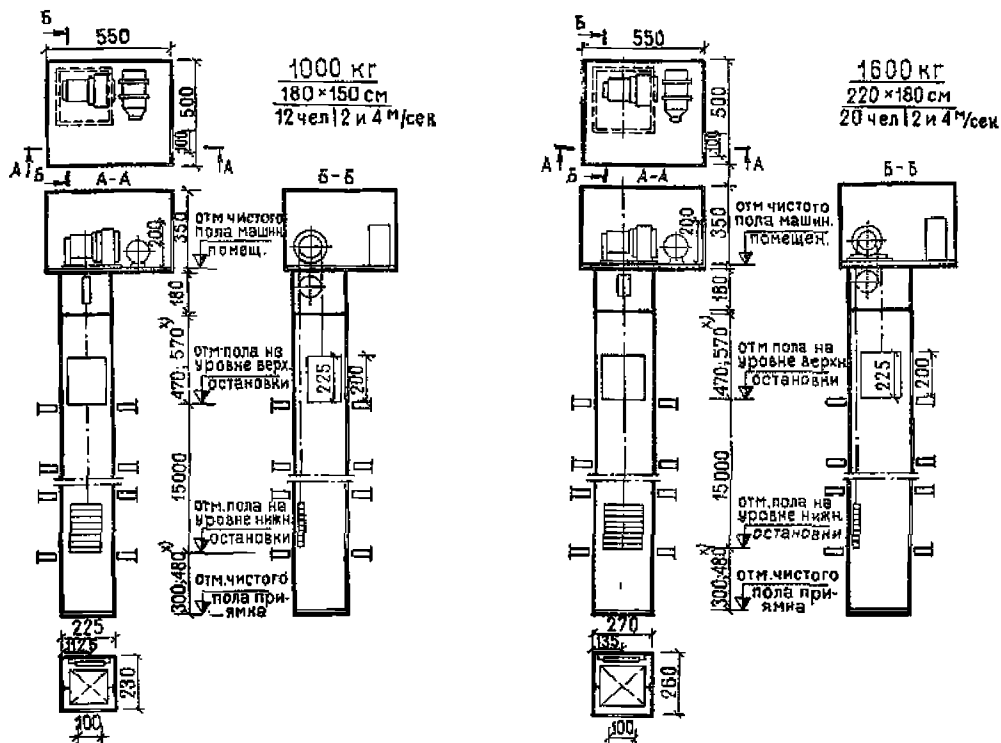 Б
550
1000 кг
180×150 см
12 чел | 2 и 4 м/сек
500
100
А
А
Б
А-А
Б-Б
350
200
отм чистого
пола машин.
помещ.
180
470; 570 х)
отм.пола на
уровне верх.
остановки
225
200
15000
отм.пола на
уровне нижн.
остановки
300;480 х)
отм.чистого
пола при-
ямка
225
112,5
230
100
Б
550
1600 кг
220×180 см
20 чел | 2 и 4 м/сек
500
100
А
А
Б
А-А
Б-Б
350
200
отм чистого
пола машин.
помещен.
180
470; 570 х)
отм пола на
уровне верхн.
остановки
225
200
15000
отм.пола на
уровне нижн.
остановки
300;480 х)
отм.чистого
пола при-
ямка
270
135
260
100